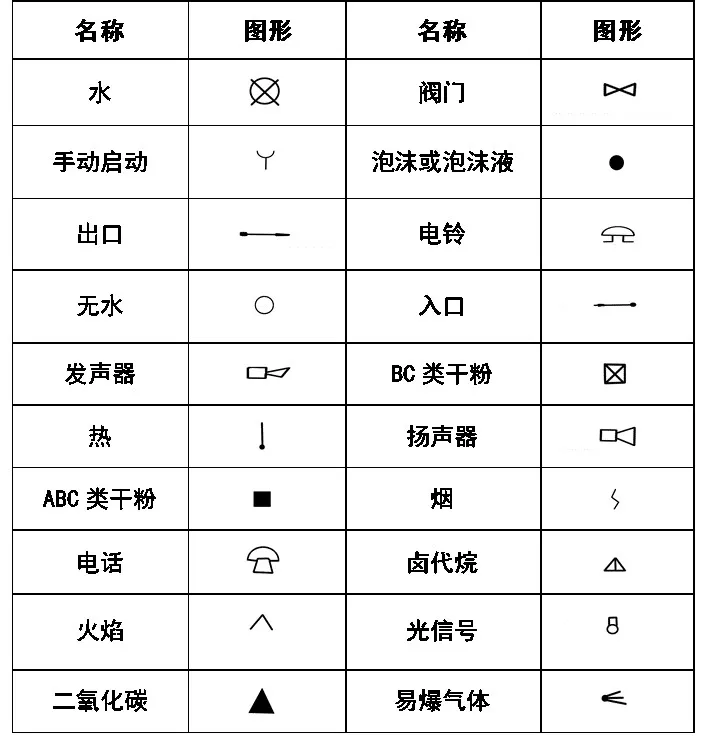 名称 图形 名称 图形
水 阀门
手动启动 泡沫或泡沫液
出口 电铃
无水 入口
发声器 BC 类干粉
热 扬声器
ABC 类干粉 烟
电话 卤代烷
火焰 光信号
二氧化碳 易爆气体